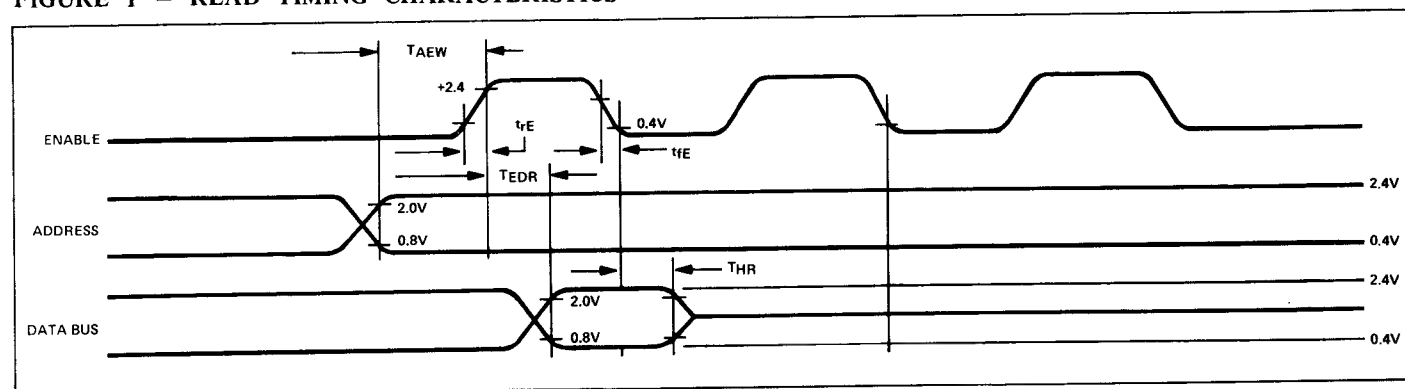 FIGURE 1 – READ TIMING CHARACTERISTICS
TAEW
+2.4
ENABLE
0.4V
trE
tfE
TEDR
2.4V
2.0V
ADDRESS
0.8V
0.4V
THR
2.4V
2.0V
DATA BUS
0.8V
0.4V